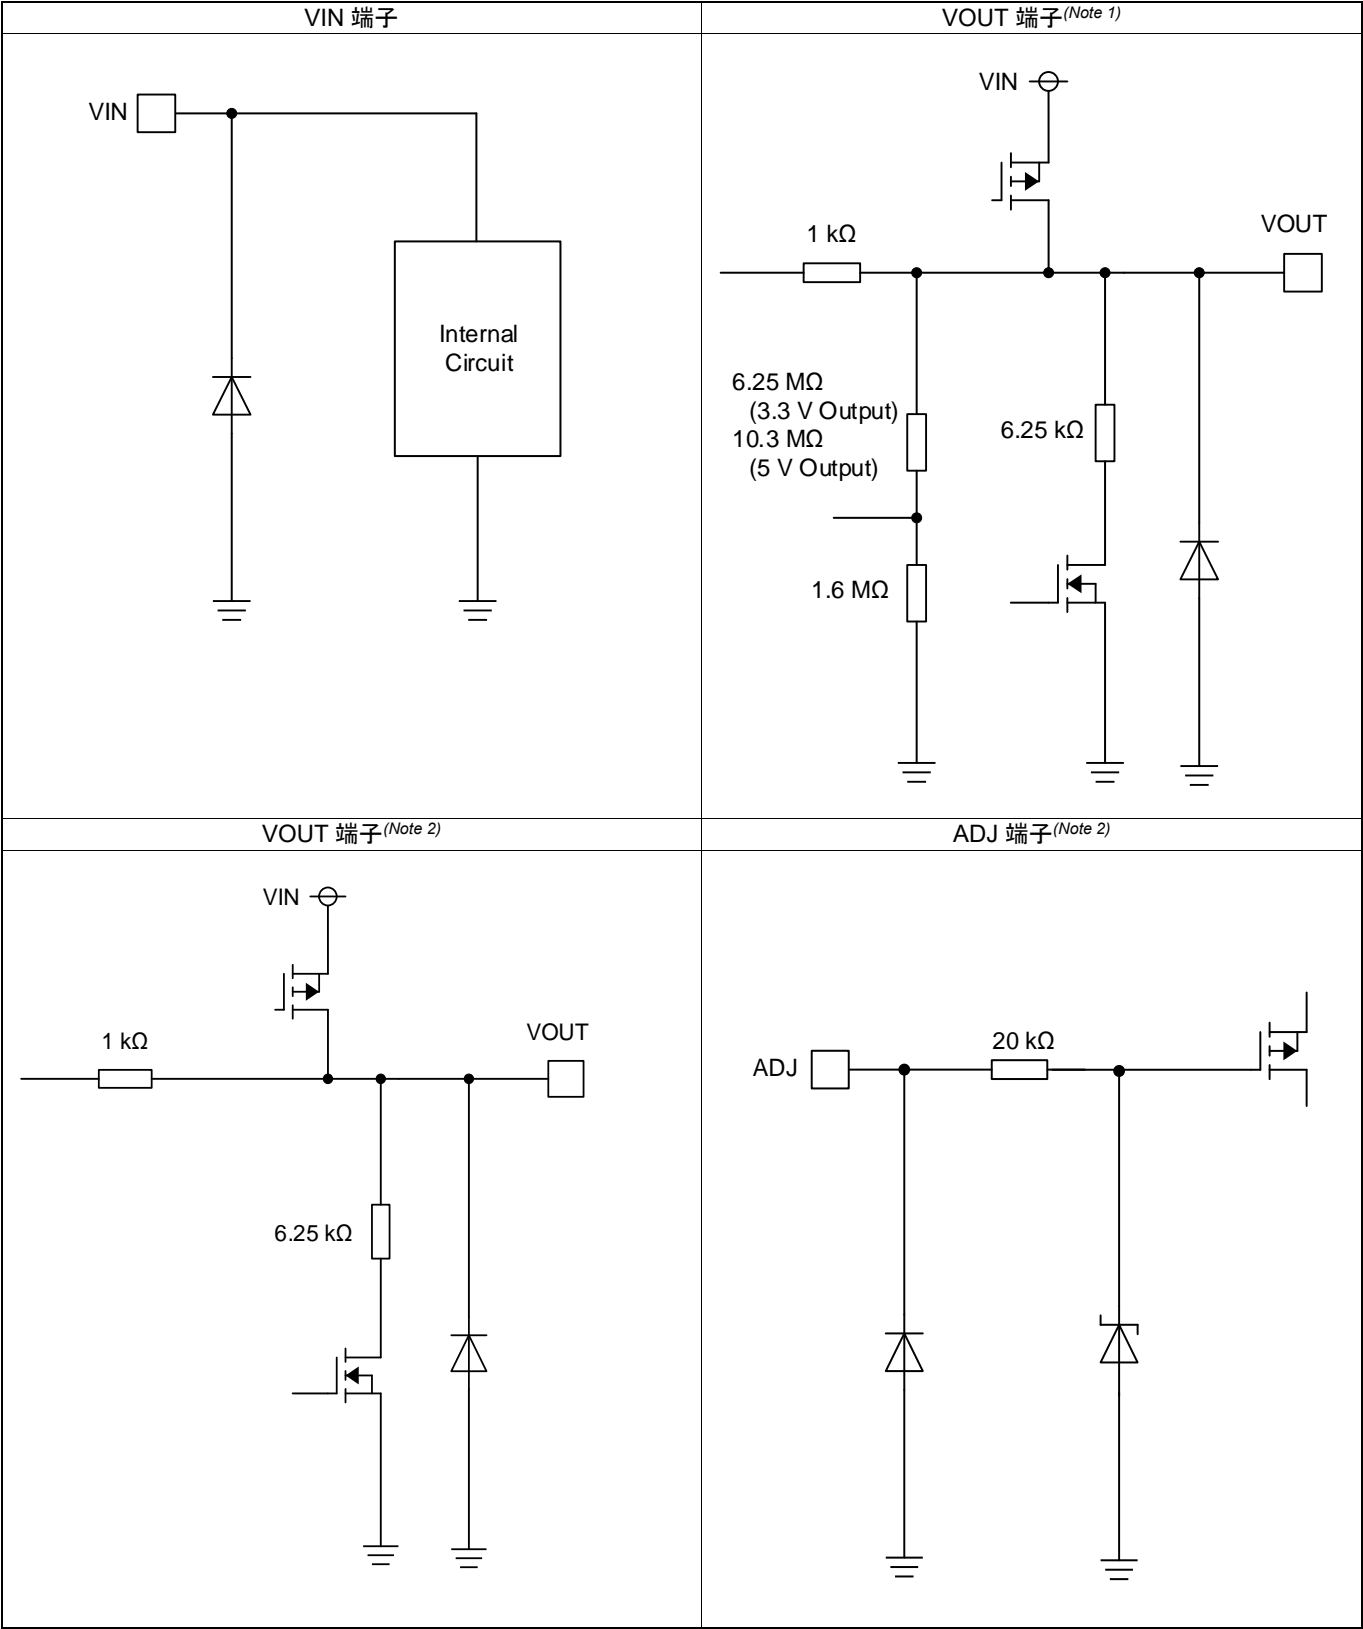 VIN 端子
VOUT 端子(Note 1)
VIN
Internal
Circuit
VIN
1 kΩ
VOUT
6.25 MΩ
(3.3 V Output)
10.3 MΩ
(5 V Output)
6.25 kΩ
1.6 MΩ
VOUT 端子(Note 2)
ADJ 端子(Note 2)
VIN
1 kΩ
VOUT
6.25 kΩ
ADJ
20 kΩ